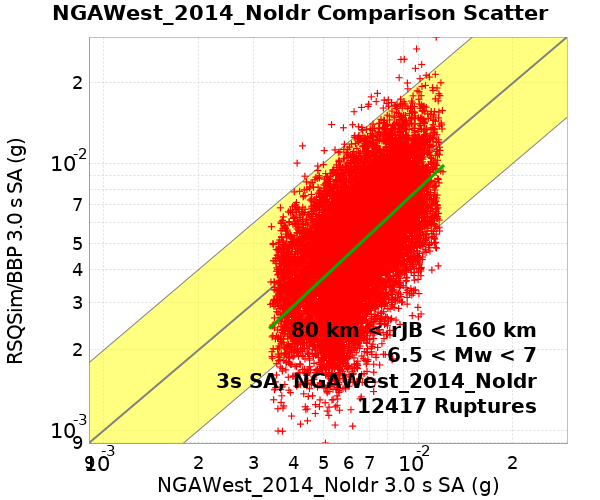 NGAWest_2014_NoIdr Comparison Scatter
RSQSim/BBP 3.0 s SA (g)
2
10-2
7
5
4
3
2
10-3
9
80 km < rJB < 160 km
6.5 < Mw < 7
3s SA, NGAWest_2014_NoIdr
12417 Ruptures
9 10-3 2 3 4 5 6 7 10-2 2
NGAWest_2014_NoIdr 3.0 s SA (g)